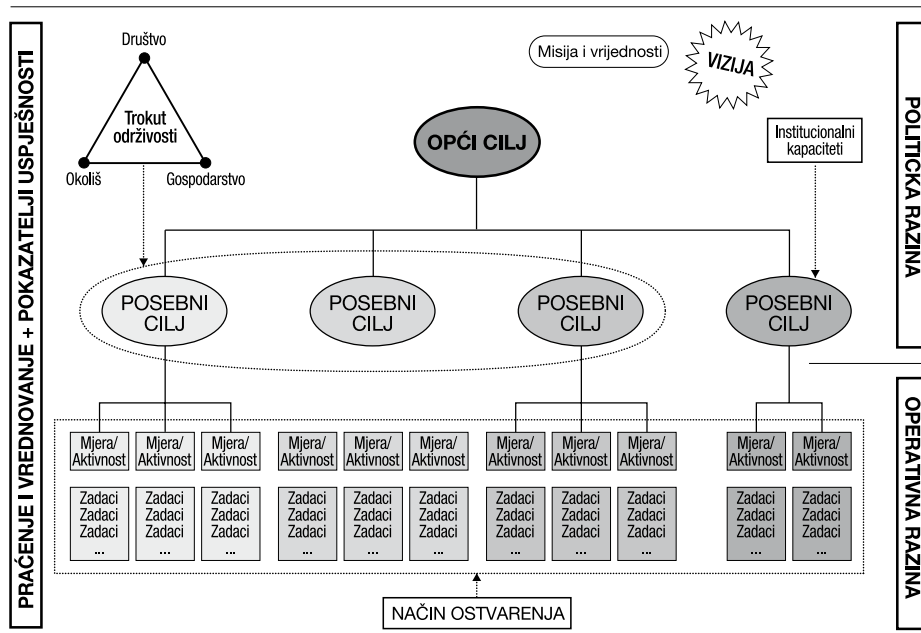 PRAĆENJE I VREDNOVANJE + POKAZATELJI USPJEŠNOSTI
Društvo
Trokut
održivosti
Okoliš
Gospodarstvo
Misija i vrijednosti
VIZIJA
OPĆI CILJ
Institucionalni
kapaciteti
POLITICKA RAZINA
POSEBNI
CILJ
POSEBNI
CILJ
POSEBNI
CILJ
POSEBNI
CILJ
OPERATIVNA RAZINA
Mjera/
Aktivnost
Mjera/
Aktivnost
Mjera/
Aktivnost
Mjera/
Aktivnost
Mjera/
Aktivnost
Mjera/
Aktivnost
Mjera/
Aktivnost
Mjera/
Aktivnost
Mjera/
Aktivnost
Mjera/
Aktivnost
Mjera/
Aktivnost
Zadaci
Zadaci
Zadaci
...
Zadaci
Zadaci
Zadaci
...
Zadaci
Zadaci
Zadaci
...
Zadaci
Zadaci
Zadaci
...
Zadaci
Zadaci
Zadaci
...
Zadaci
Zadaci
Zadaci
...
Zadaci
Zadaci
Zadaci
...
Zadaci
Zadaci
Zadaci
...
Zadaci
Zadaci
Zadaci
...
Zadaci
Zadaci
Zadaci
...
Zadaci
Zadaci
Zadaci
...
NAČIN OSTVARENJA